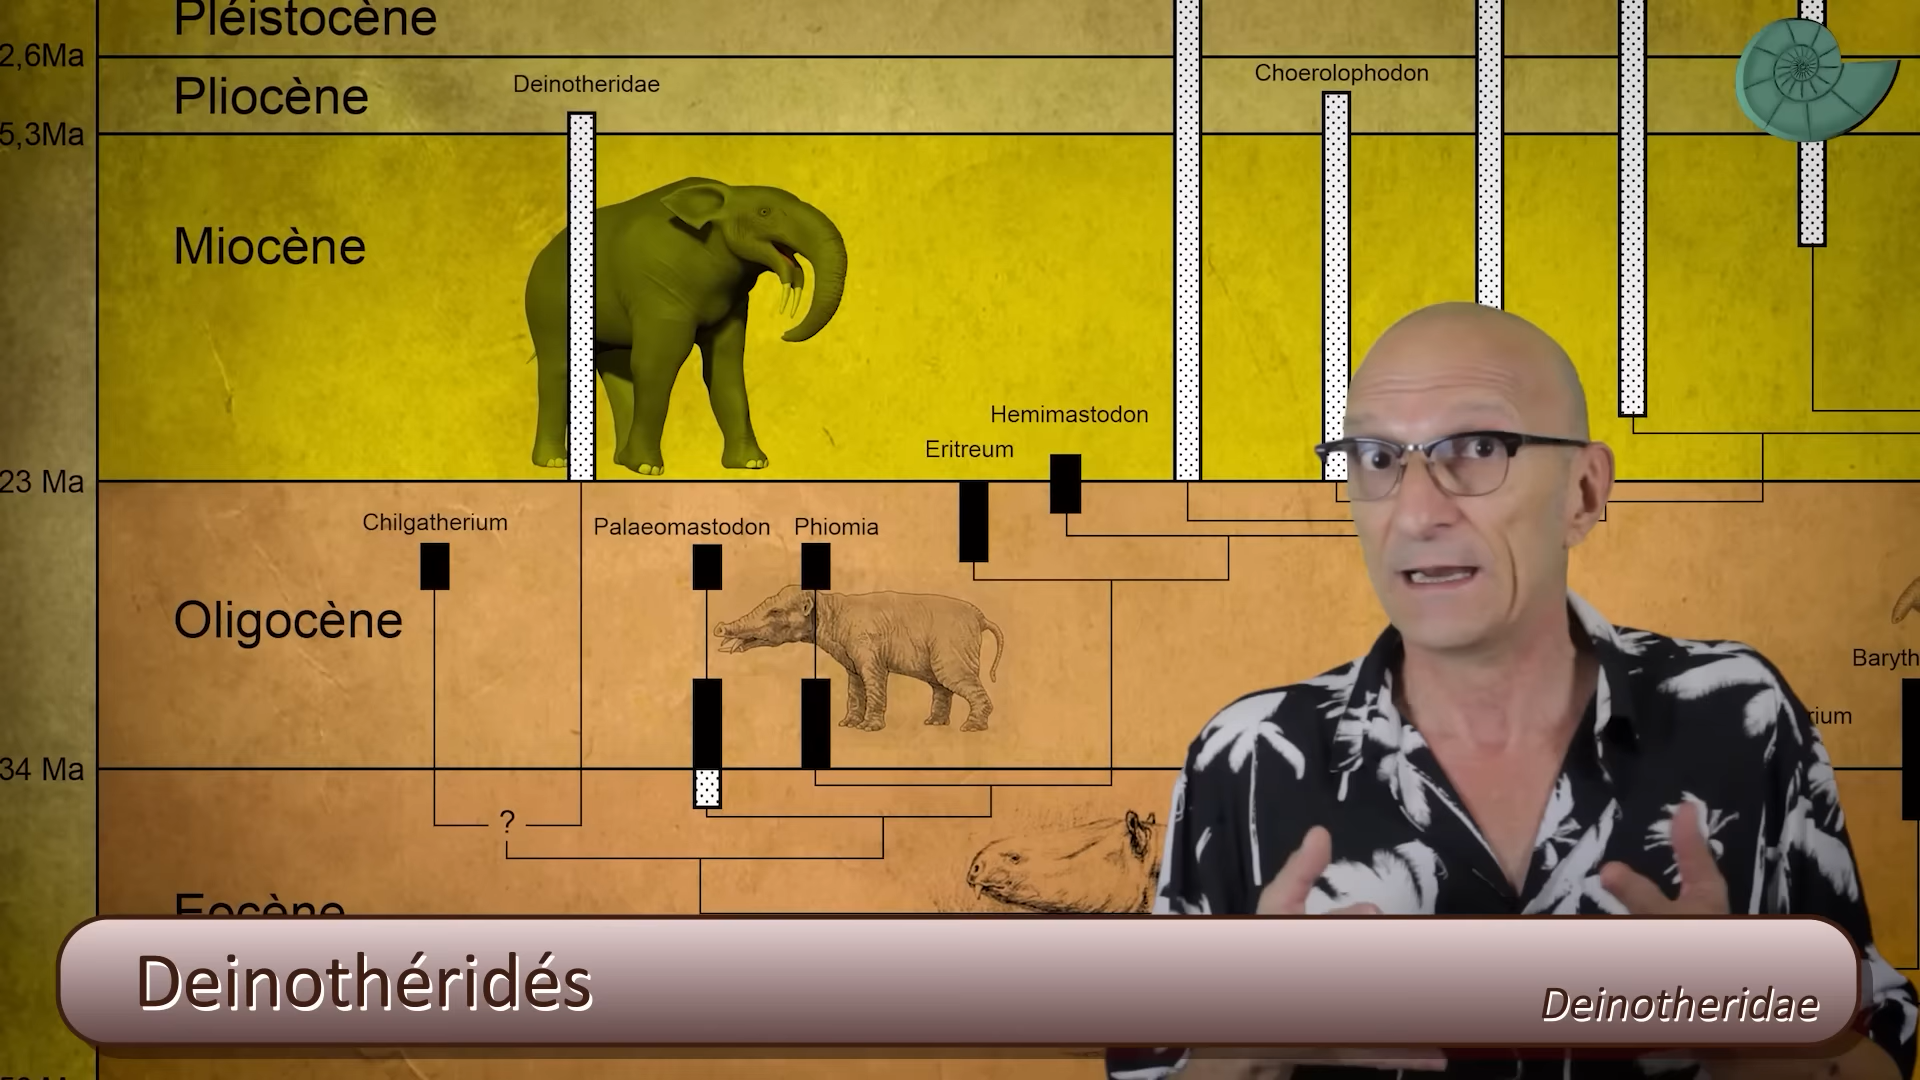 Pléistocène
2,6Ma
Pliocène
Deinotheridae
Choerolophodon
5,3Ma
Miocène
Hemimastodon
Eritreum
23 Ma
Chilgatherium
Palaeomastodon
Phiomia
Oligocène
Baryth
rium
34 Ma
?
Eocène
Deinothéridés
Deinotheridae